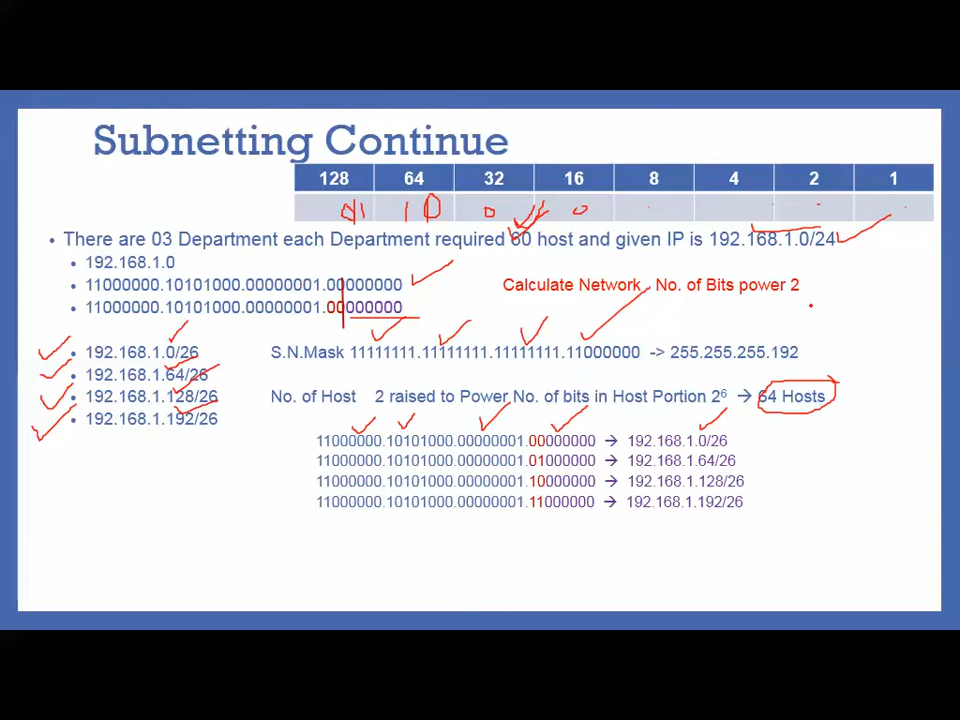 Subnetting Continue
128 64 32 16 8 4 2 1
0 1 1 0 0 0
• There are 03 Department each Department required 60 host and given IP is 192.168.1.0/24
• 192.168.1.0
• 11000000.10101000.00000001.00000000 Calculate Network No. of Bits power 2
• 11000000.10101000.00000001.00000000
• 192.168.1.0/26 S.N.Mask 11111111.11111111.11111111.11000000 -> 255.255.255.192
• 192.168.1.64/26
• 192.168.1.128/26 No. of Host 2 raised to Power No. of bits in Host Portion 2⁶ → 64 Hosts
• 192.168.1.192/26
11000000.10101000.00000001.00000000 → 192.168.1.0/26
11000000.10101000.00000001.01000000 → 192.168.1.64/26
11000000.10101000.00000001.10000000 → 192.168.1.128/26
11000000.10101000.00000001.11000000 → 192.168.1.192/26